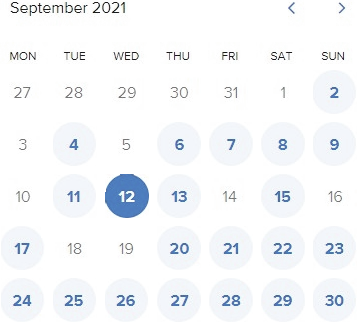 September 2021
MON TUE WED THU FRI SAT SUN
27 28 29 30 31 1 2
3 4 5 6 7 8 9
10 11 12 13 14 15 16
17 18 19 20 21 22 23
24 25 26 27 28 29 30